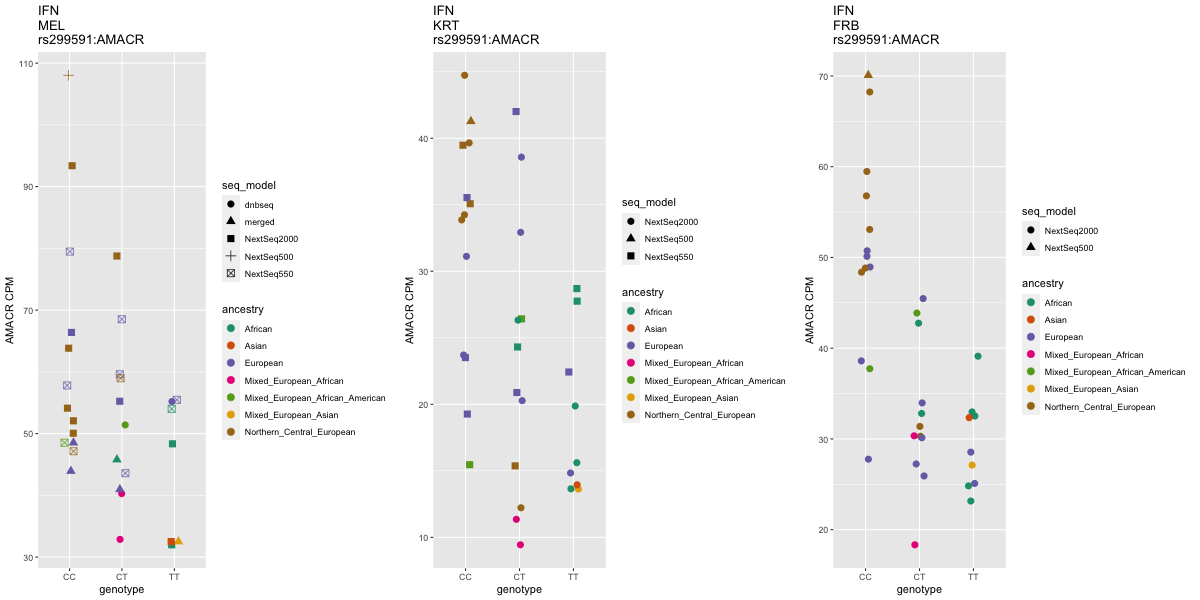 IFN
MEL
rs299591:AMACR
110
90
70
50
30
AMACR CPM
CC
CT
TT
genotype
seq_model
dnbseq
merged
NextSeq2000
NextSeq500
NextSeq550
ancestry
African
Asian
European
Mixed_European_African
Mixed_European_African_American
Mixed_European_Asian
Northern_Central_European
IFN
KRT
rs299591:AMACR
40
30
20
10
AMACR CPM
CC
CT
TT
genotype
seq_model
NextSeq2000
NextSeq500
NextSeq550
ancestry
African
Asian
European
Mixed_European_African
Mixed_European_African_American
Mixed_European_Asian
Northern_Central_European
IFN
FRB
rs299591:AMACR
70
60
50
40
30
20
AMACR CPM
CC
CT
TT
genotype
seq_model
NextSeq2000
NextSeq500
ancestry
African
Asian
European
Mixed_European_African
Mixed_European_African_American
Mixed_European_Asian
Northern_Central_European